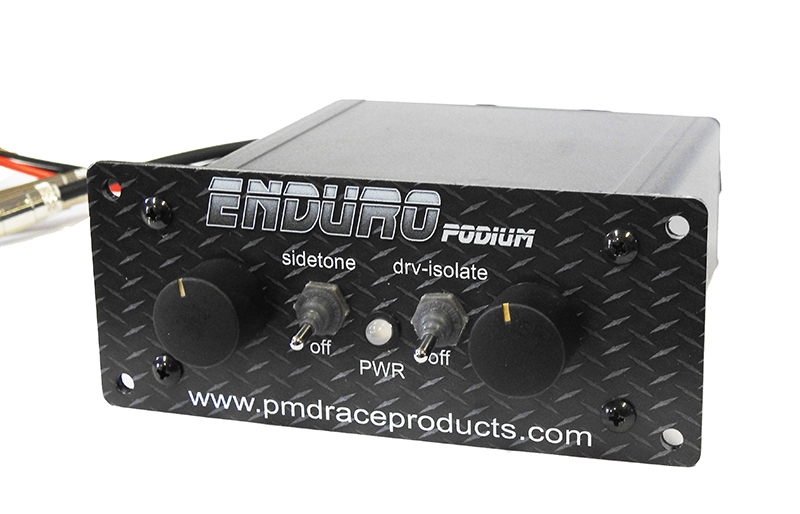 ENDURO PODIUM
sidetone drv-isolate
off off
PWR
www.pmdraceproducts.com